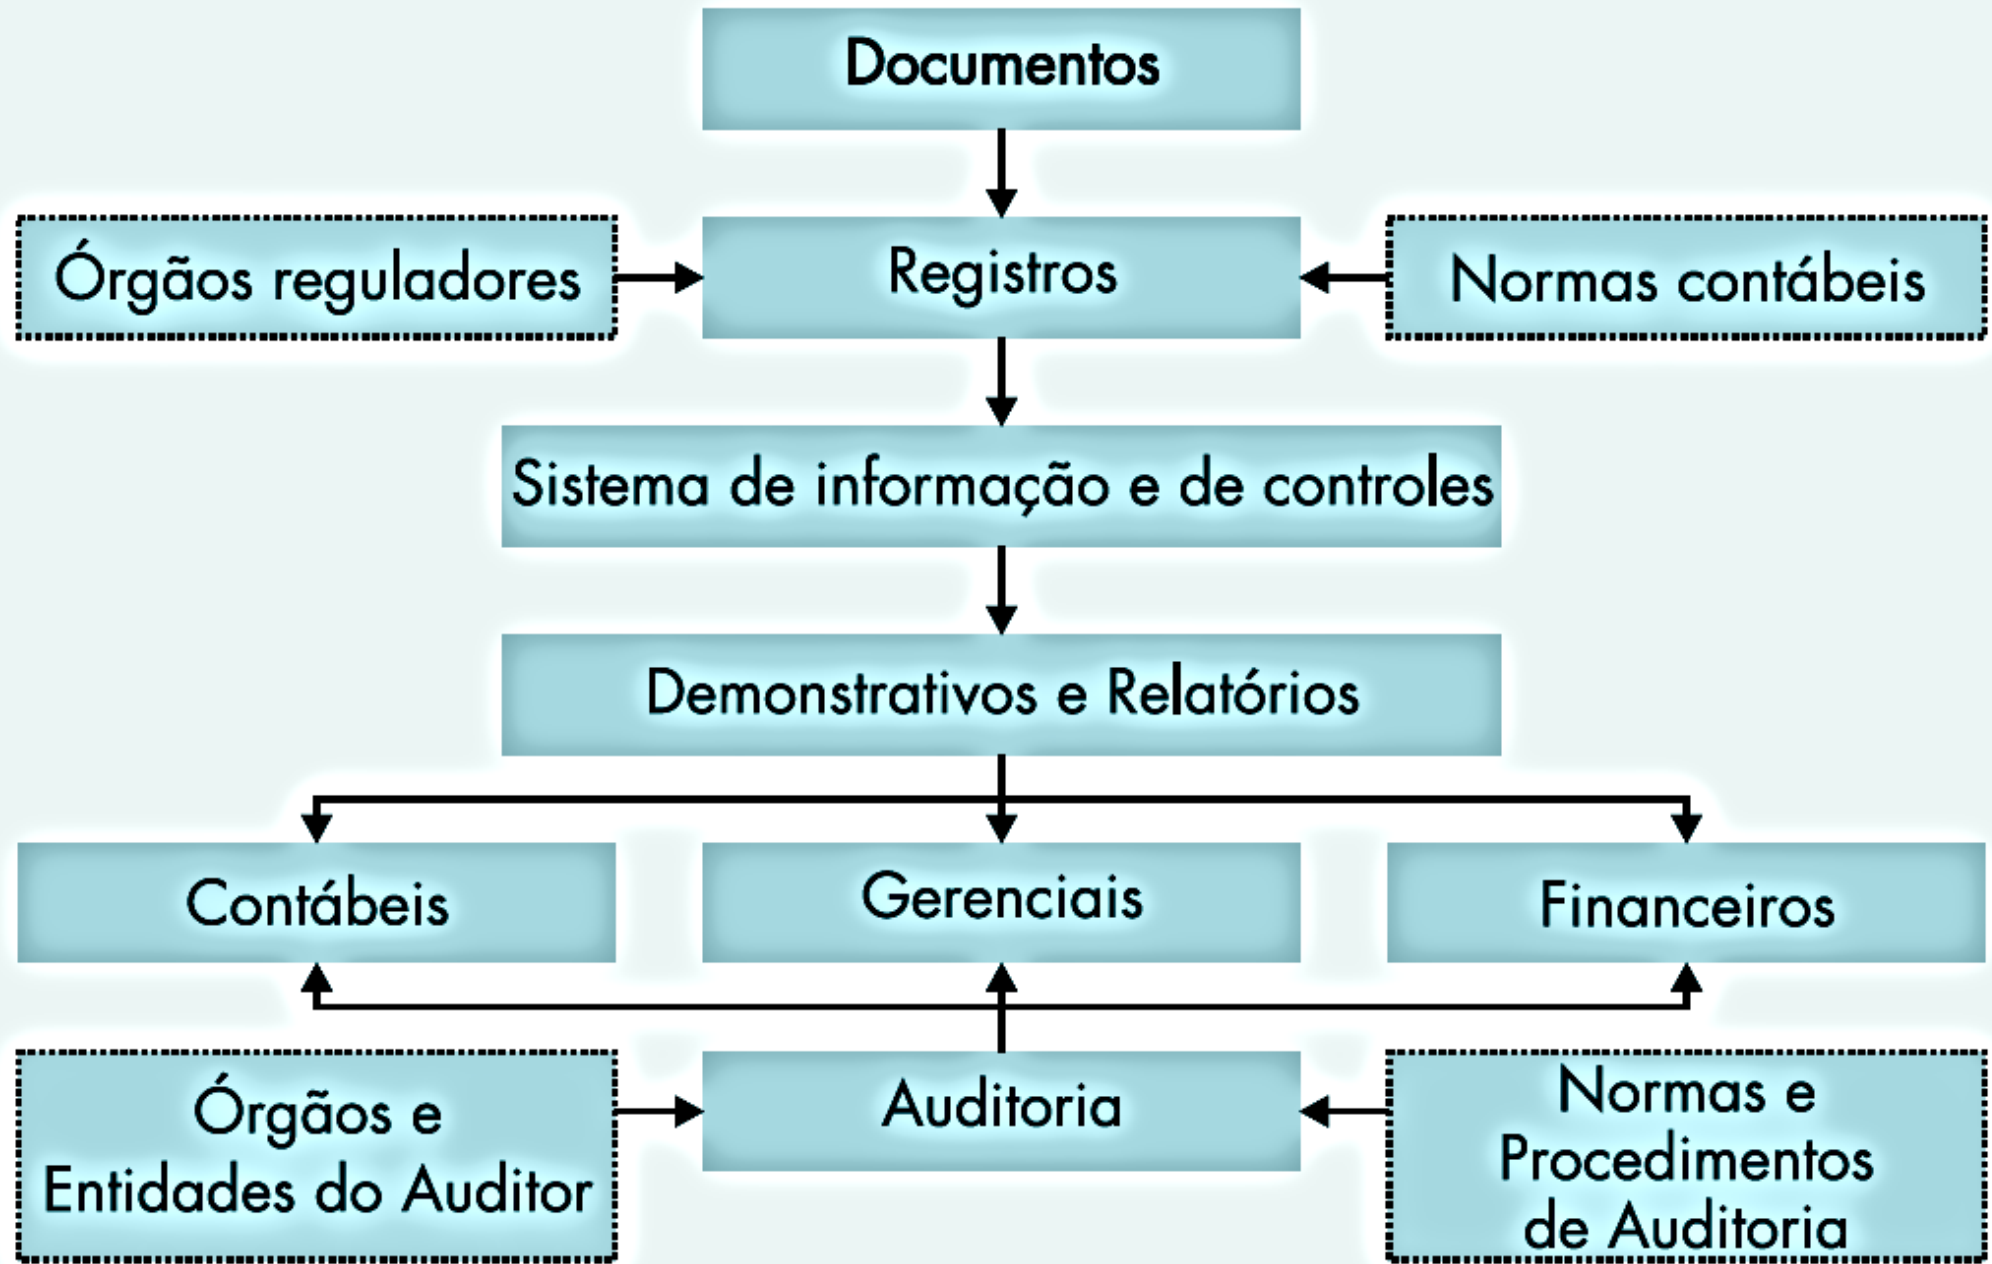 Documentos
Órgãos reguladores
Registros
Normas contábeis
Sistema de informação e de controles
Demonstrativos e Relatórios
Contábeis
Gerenciais
Financeiros
Órgãos e
Entidades do Auditor
Auditoria
Normas e
Procedimentos
de Auditoria